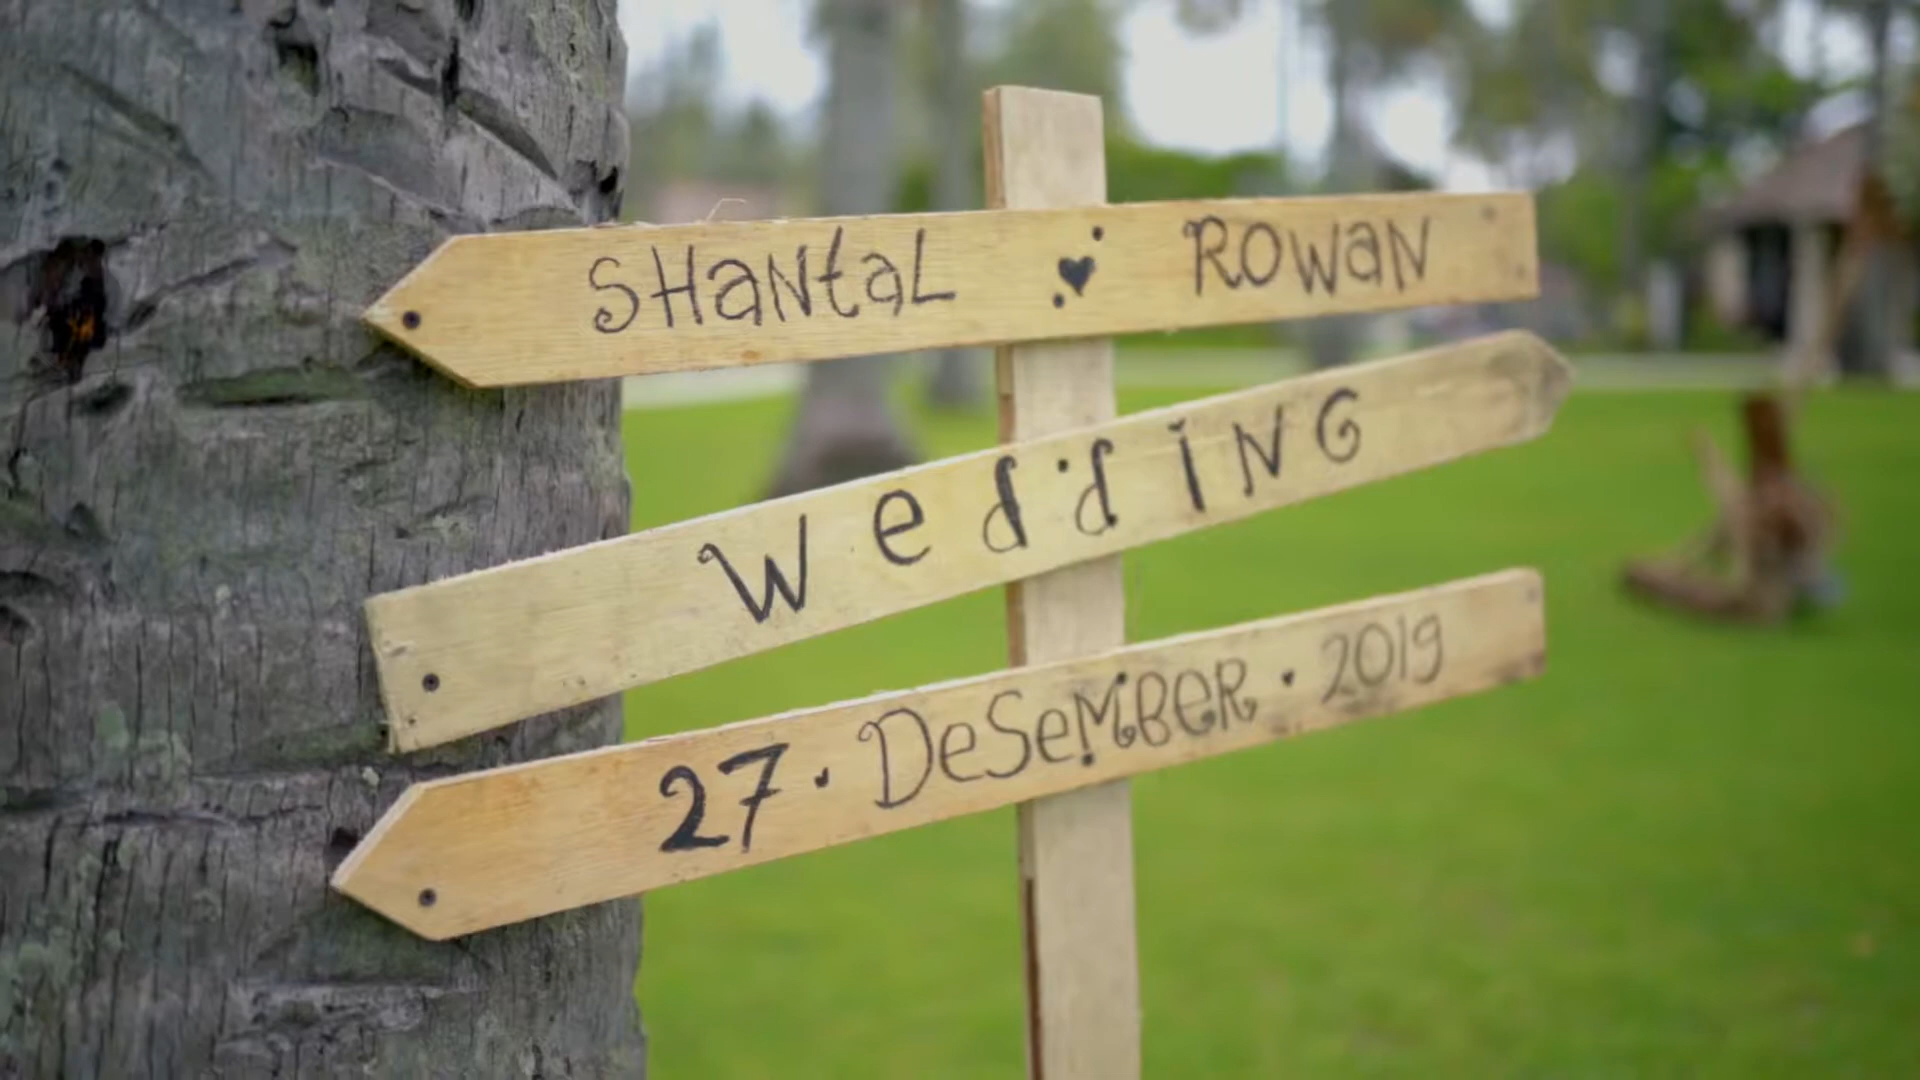 SHaNtaL ♥ ROWaN
WeddiNG
27. DeSeMBeR. 2019